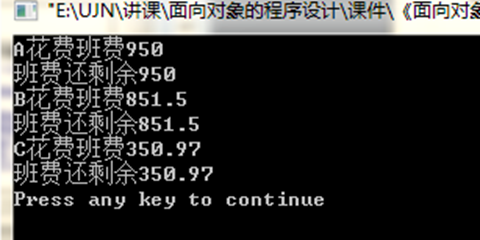 "E:\UJN\讲课\面向对象的程序设计\课件\《面向对象
A花费班费950
班费还剩余950
B花费班费851.5
班费还剩余851.5
C花费班费350.97
班费还剩余350.97
Press any key to continue